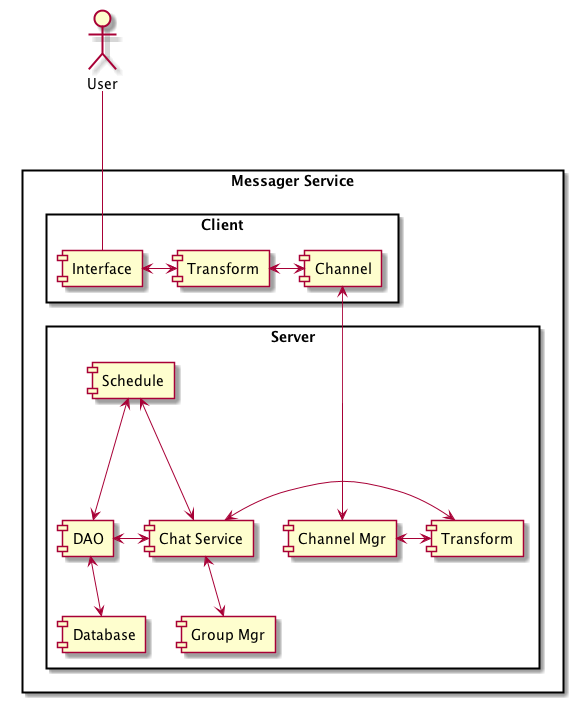 User
Messager Service
Client
Interface
Transform
Channel
Server
Schedule
DAO
Chat Service
Channel Mgr
Transform
Database
Group Mgr